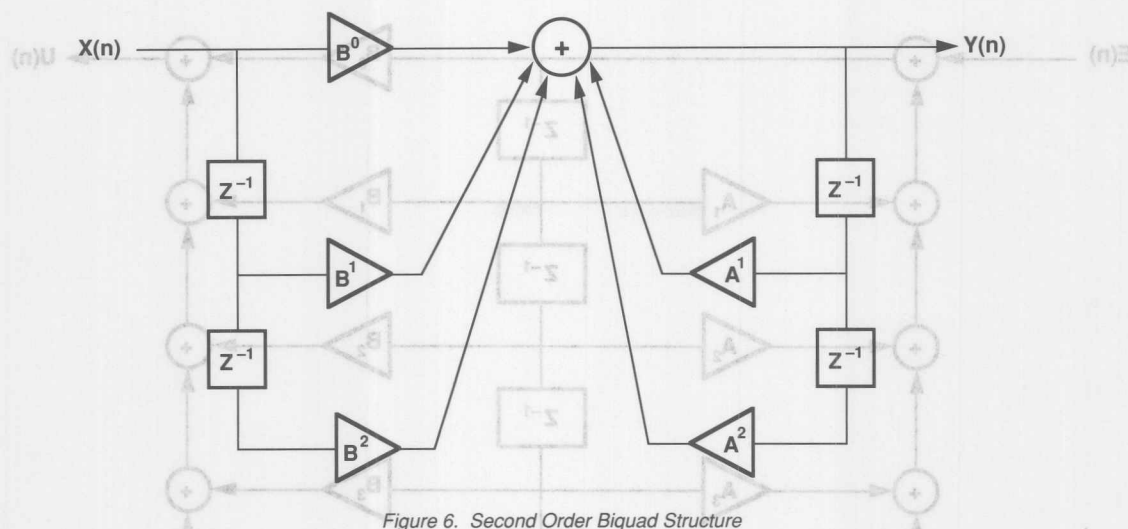 X(n) B⁰ + Y(n)
Z⁻¹ Z⁻¹
B¹ A¹
Z⁻¹ Z⁻¹
B² A²
Figure 6. Second Order Biquad Structure